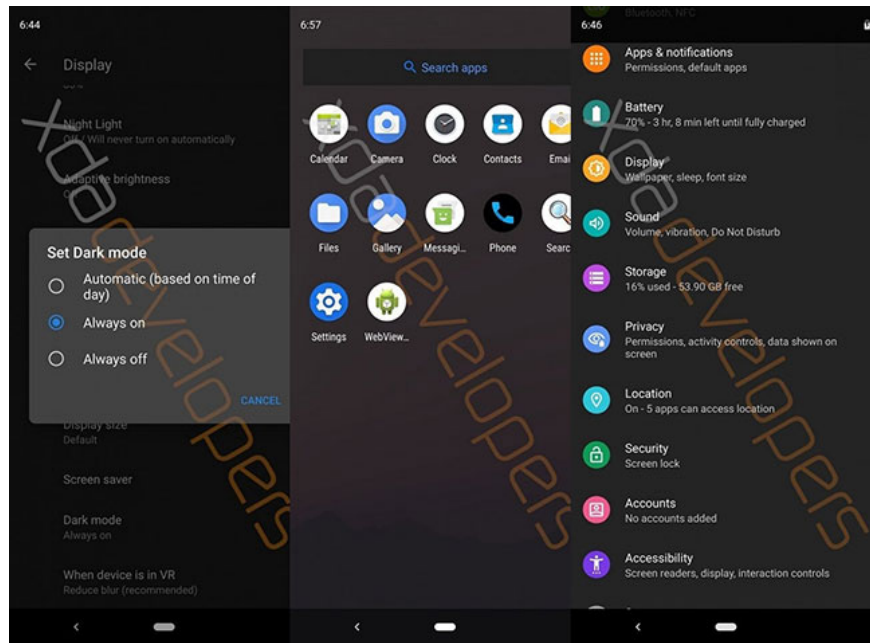 6:44
Display
Night Light
Off / Will never turn on automatically
Adaptive brightness
Set Dark mode
Automatic (based on time of
day)
Always on
Always off
CANCEL
Display size
Default
Screen saver
Dark mode
Always on
When device is in VR
Reduce blur (recommended)
6:57
Search apps
Calendar
Camera
Clock
Contacts
Emai
Files
Gallery
Messagi...
Phone
Searc
Settings
WebView...
6:46
Bluetooth, NFC
Apps & notifications
Permissions, default apps
Battery
70% - 3 hr, 8 min left until fully charged
Display
Wallpaper, sleep, font size
Sound
Volume, vibration, Do Not Disturb
Storage
16% used - 53.90 GB free
Privacy
Permissions, activity controls, data shown on
screen
Location
On - 5 apps can access location
Security
Screen lock
Accounts
No accounts added
Accessibility
Screen readers, display, interaction controls
xda developers
xda developers
xda developers